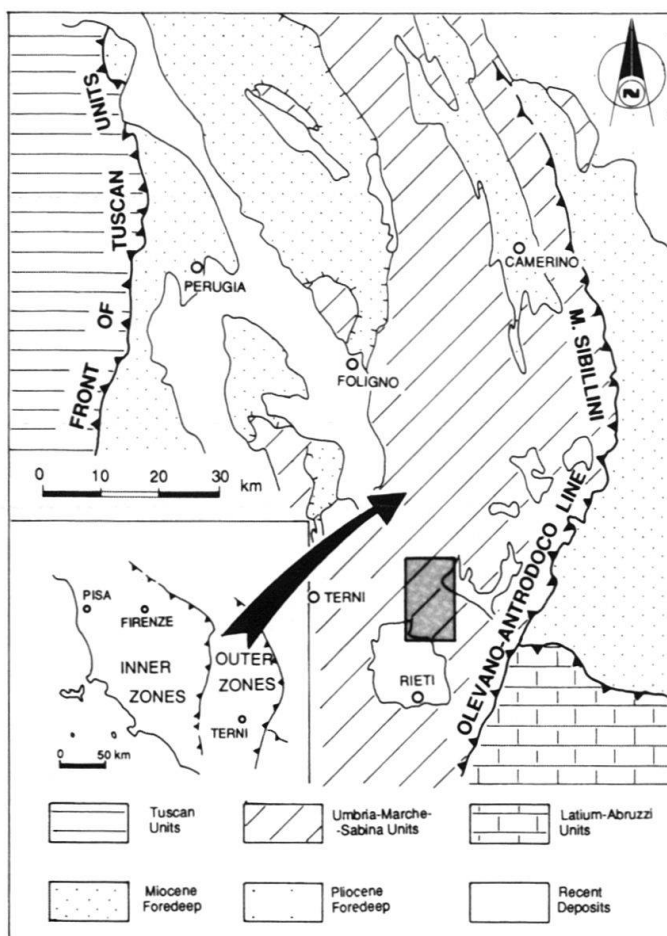 FRONT OF TUSCAN UNITS
N
PERUGIA
CAMERINO
FOLIGNO
M. SIBILLINI
0 10 20 30
km
OLEVANO-ANTRODOCO LINE
TERNI
RIETI
PISA
FIRENZE
INNER
ZONES
OUTER
ZONES
TERNI
0 50 km
Tuscan
Units
Umbria-Marche-
-Sabina Units
Latium-Abruzzi
Units
Miocene
Foredeep
Pliocene
Foredeep
Recent
Deposits